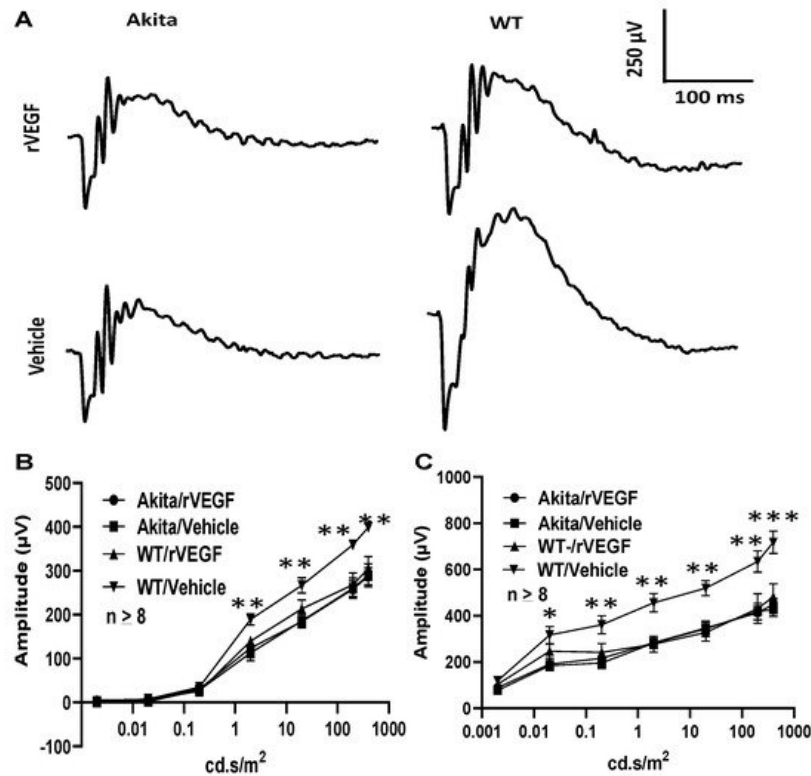 A Akita WT
250 µV
100 ms
rVEGF
Vehicle
B
Amplitude (µV)
500
400
300
200
100
0
-100
Akita/rVEGF
Akita/Vehicle
WT/rVEGF
WT/Vehicle
n ≥ 8
** ** ** **
0.01 0.1 1 10 100 1000
cd.s/m²
C
Amplitude (µV)
1000
800
600
400
200
0
Akita/rVEGF
Akita/Vehicle
WT-/rVEGF
WT/Vehicle
n ≥ 8
* ** ** ** ** ***
0.001 0.01 0.1 1 10 100 1000
cd.s/m²